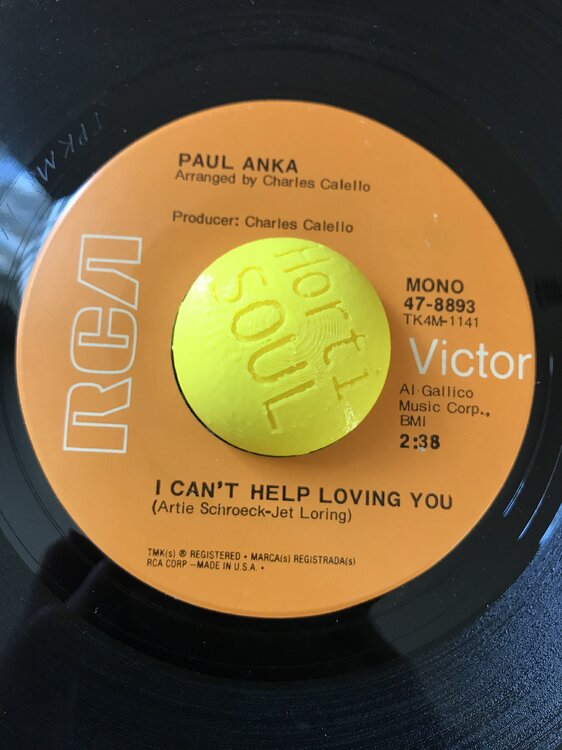 PAUL ANKA
Arranged by Charles Calello
Producer: Charles Calello
RCA
Horti
SOUL
MONO
47-8893
TK4M-1141
Victor
Al Gallico
Music Corp.,
BMI
2:38
I CAN'T HELP LOVING YOU
(Artie Schroeck-Jet Loring)
TMK(s) ® REGISTERED • MARCA(s) REGISTRADA(s)
RCA CORP —MADE IN U.S.A. •